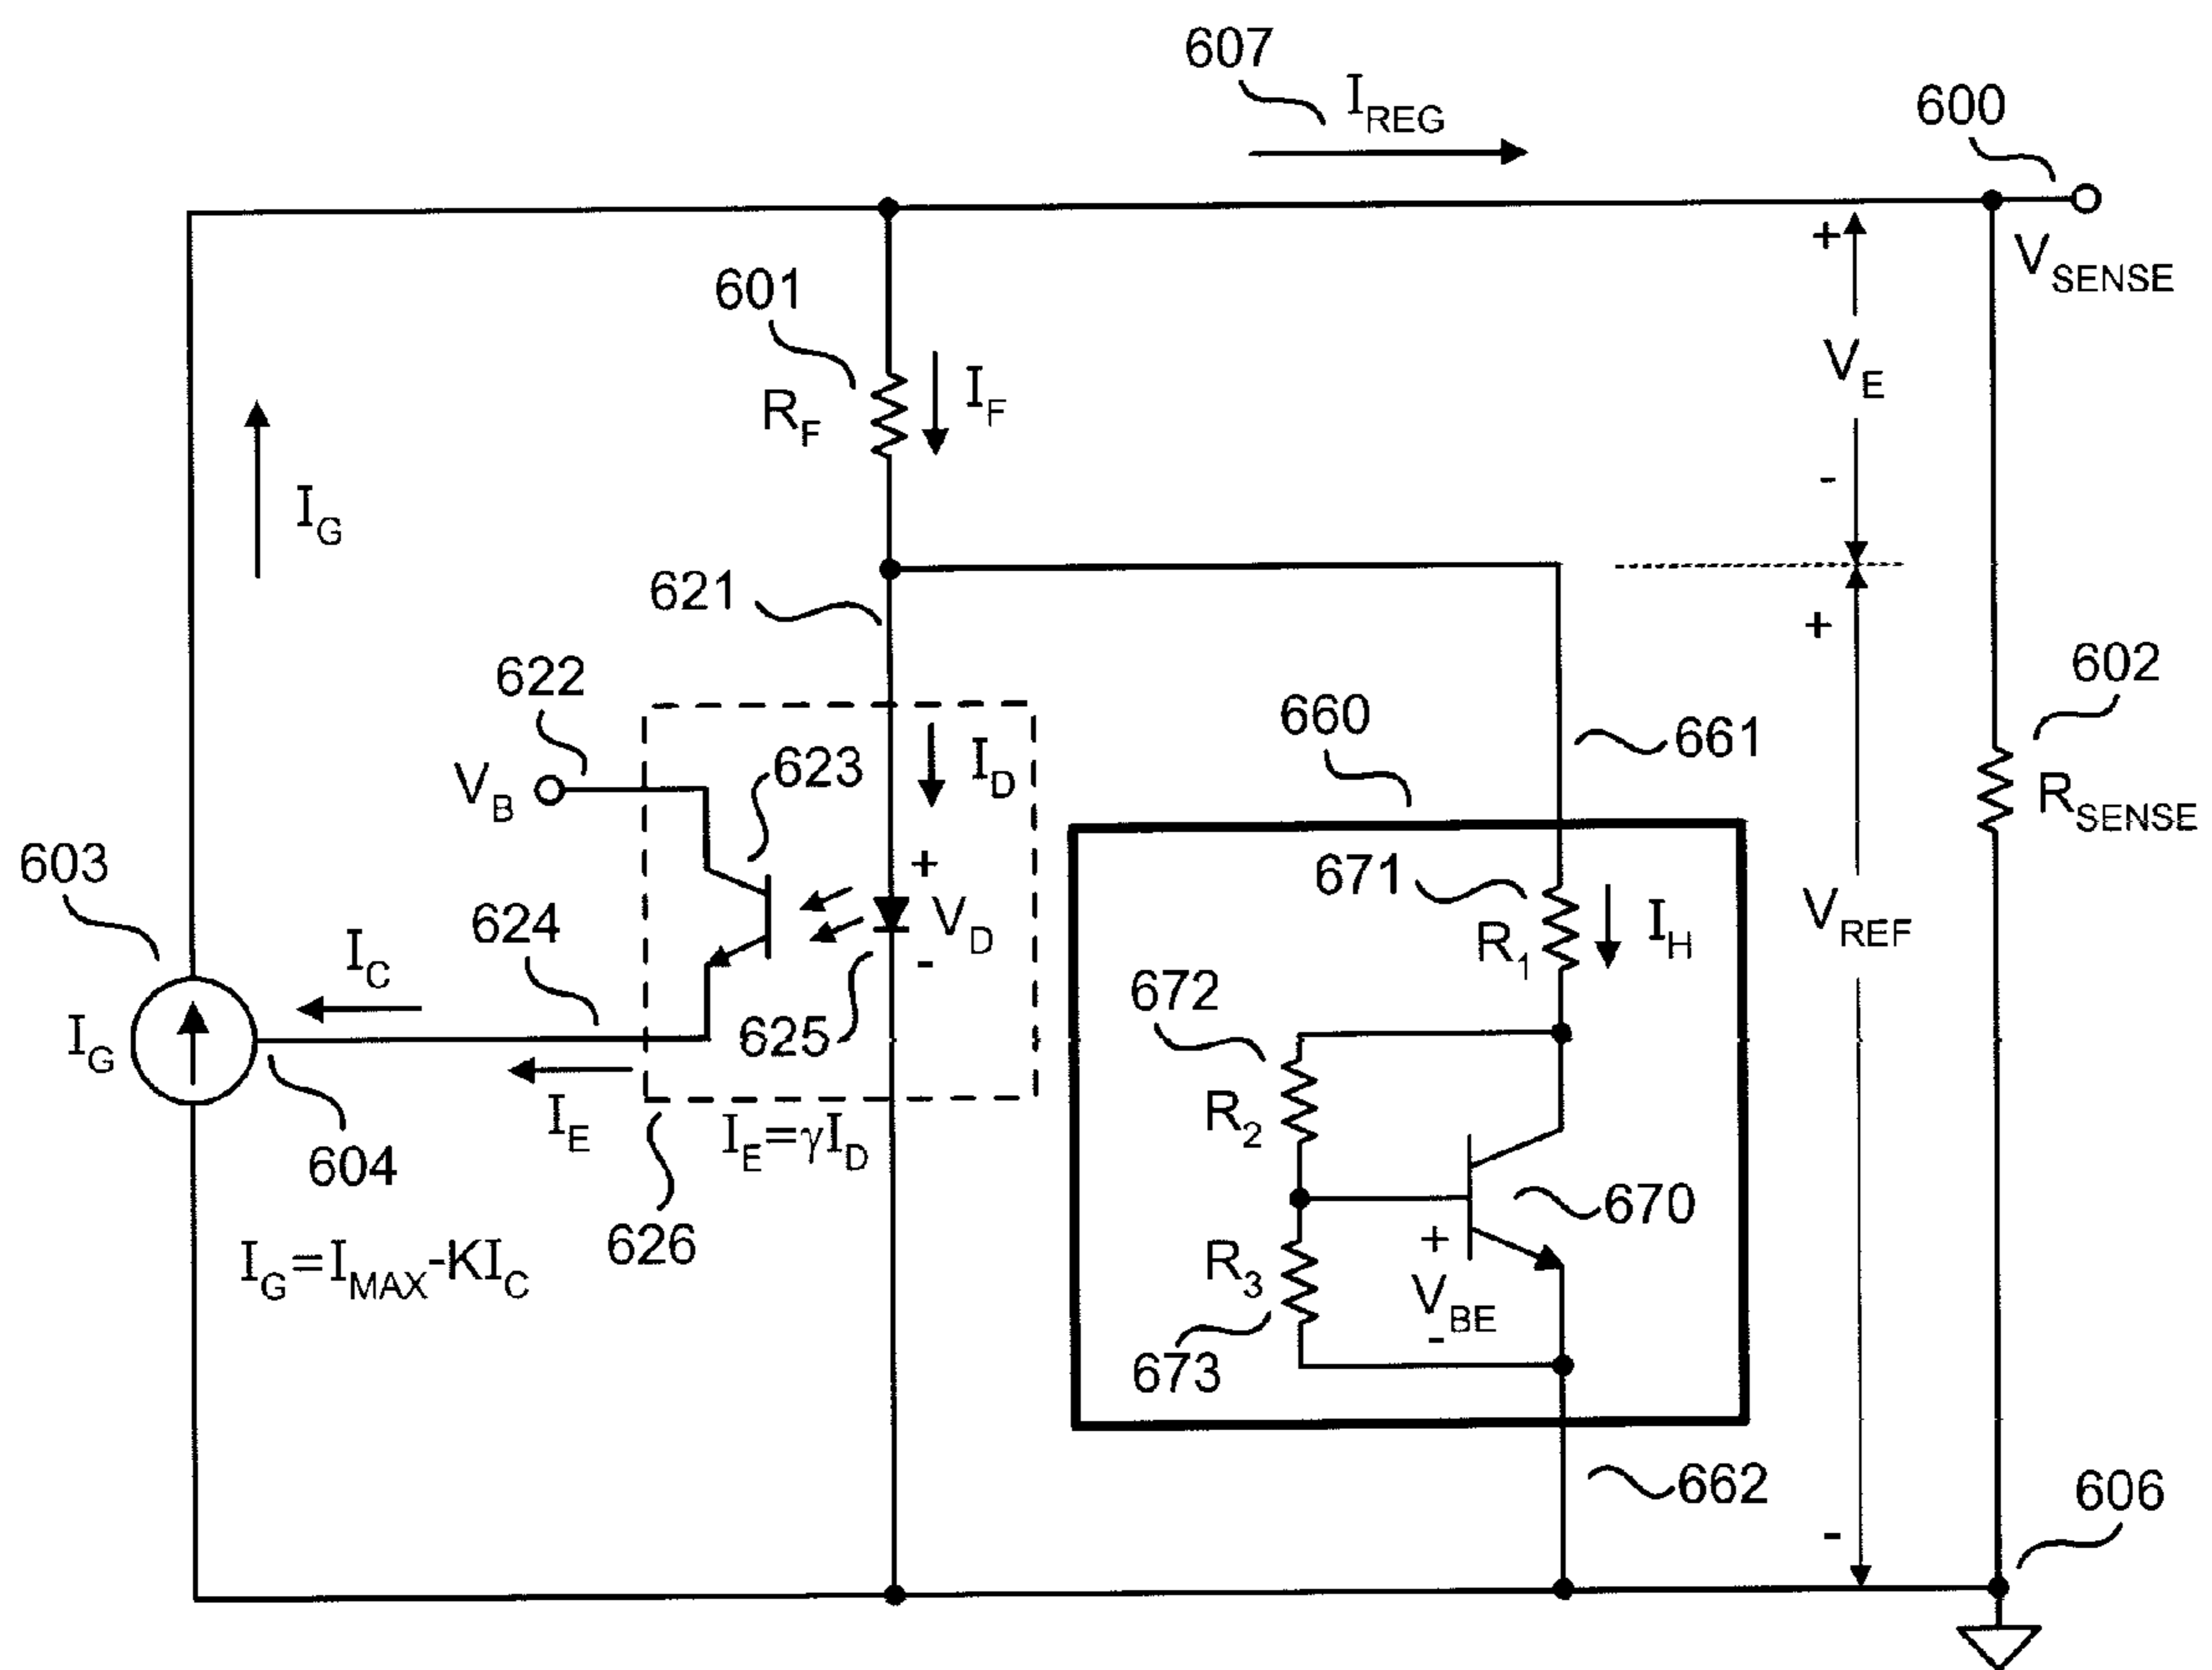 607
I_REG
600
V_SENSE
601
R_F
I_F
+
V_E
-
I_G
621
+
602
622
660
661
R_SENSE
V_B
623
I_D
603
+
V_D
-
671
R_1
I_H
V_REF
624
I_C
672
I_G
625
R_2
604
I_E
I_E=γI_D
626
670
I_G=I_MAX-KI_C
R_3
+
V_BE
-
673
662
606
-